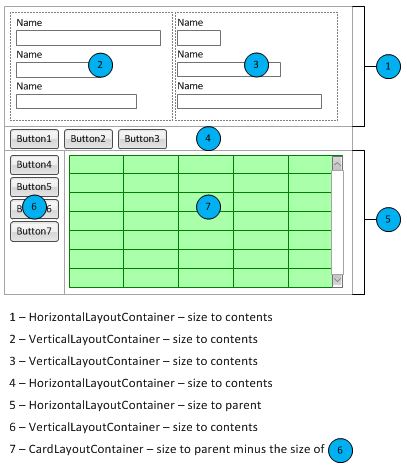 Name
Name
Name
2
Name
Name
3
Name
1
Button1 Button2 Button3
4
Button4
Button5
6
6
Button7
7
5
1 – HorizontalLayoutContainer – size to contents
2 – VerticalLayoutContainer – size to contents
3 – VerticalLayoutContainer – size to contents
4 – HorizontalLayoutContainer – size to contents
5 – HorizontalLayoutContainer – size to parent
6 – VerticalLayoutContainer – size to contents
7 – CardLayoutContainer – size to parent minus the size of 6